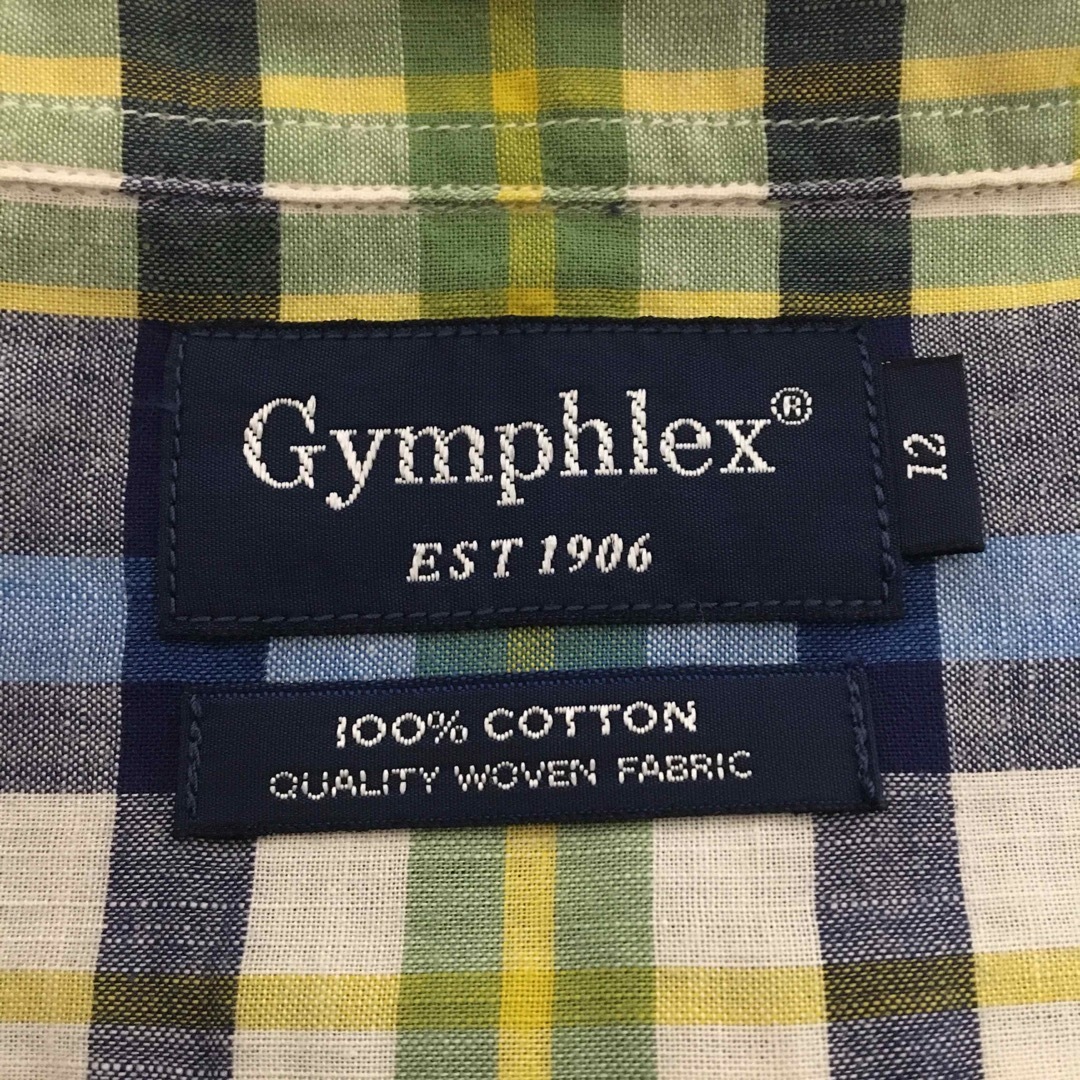 Gymphlex®
EST 1906
12
100% COTTON
QUALITY WOVEN FABRIC